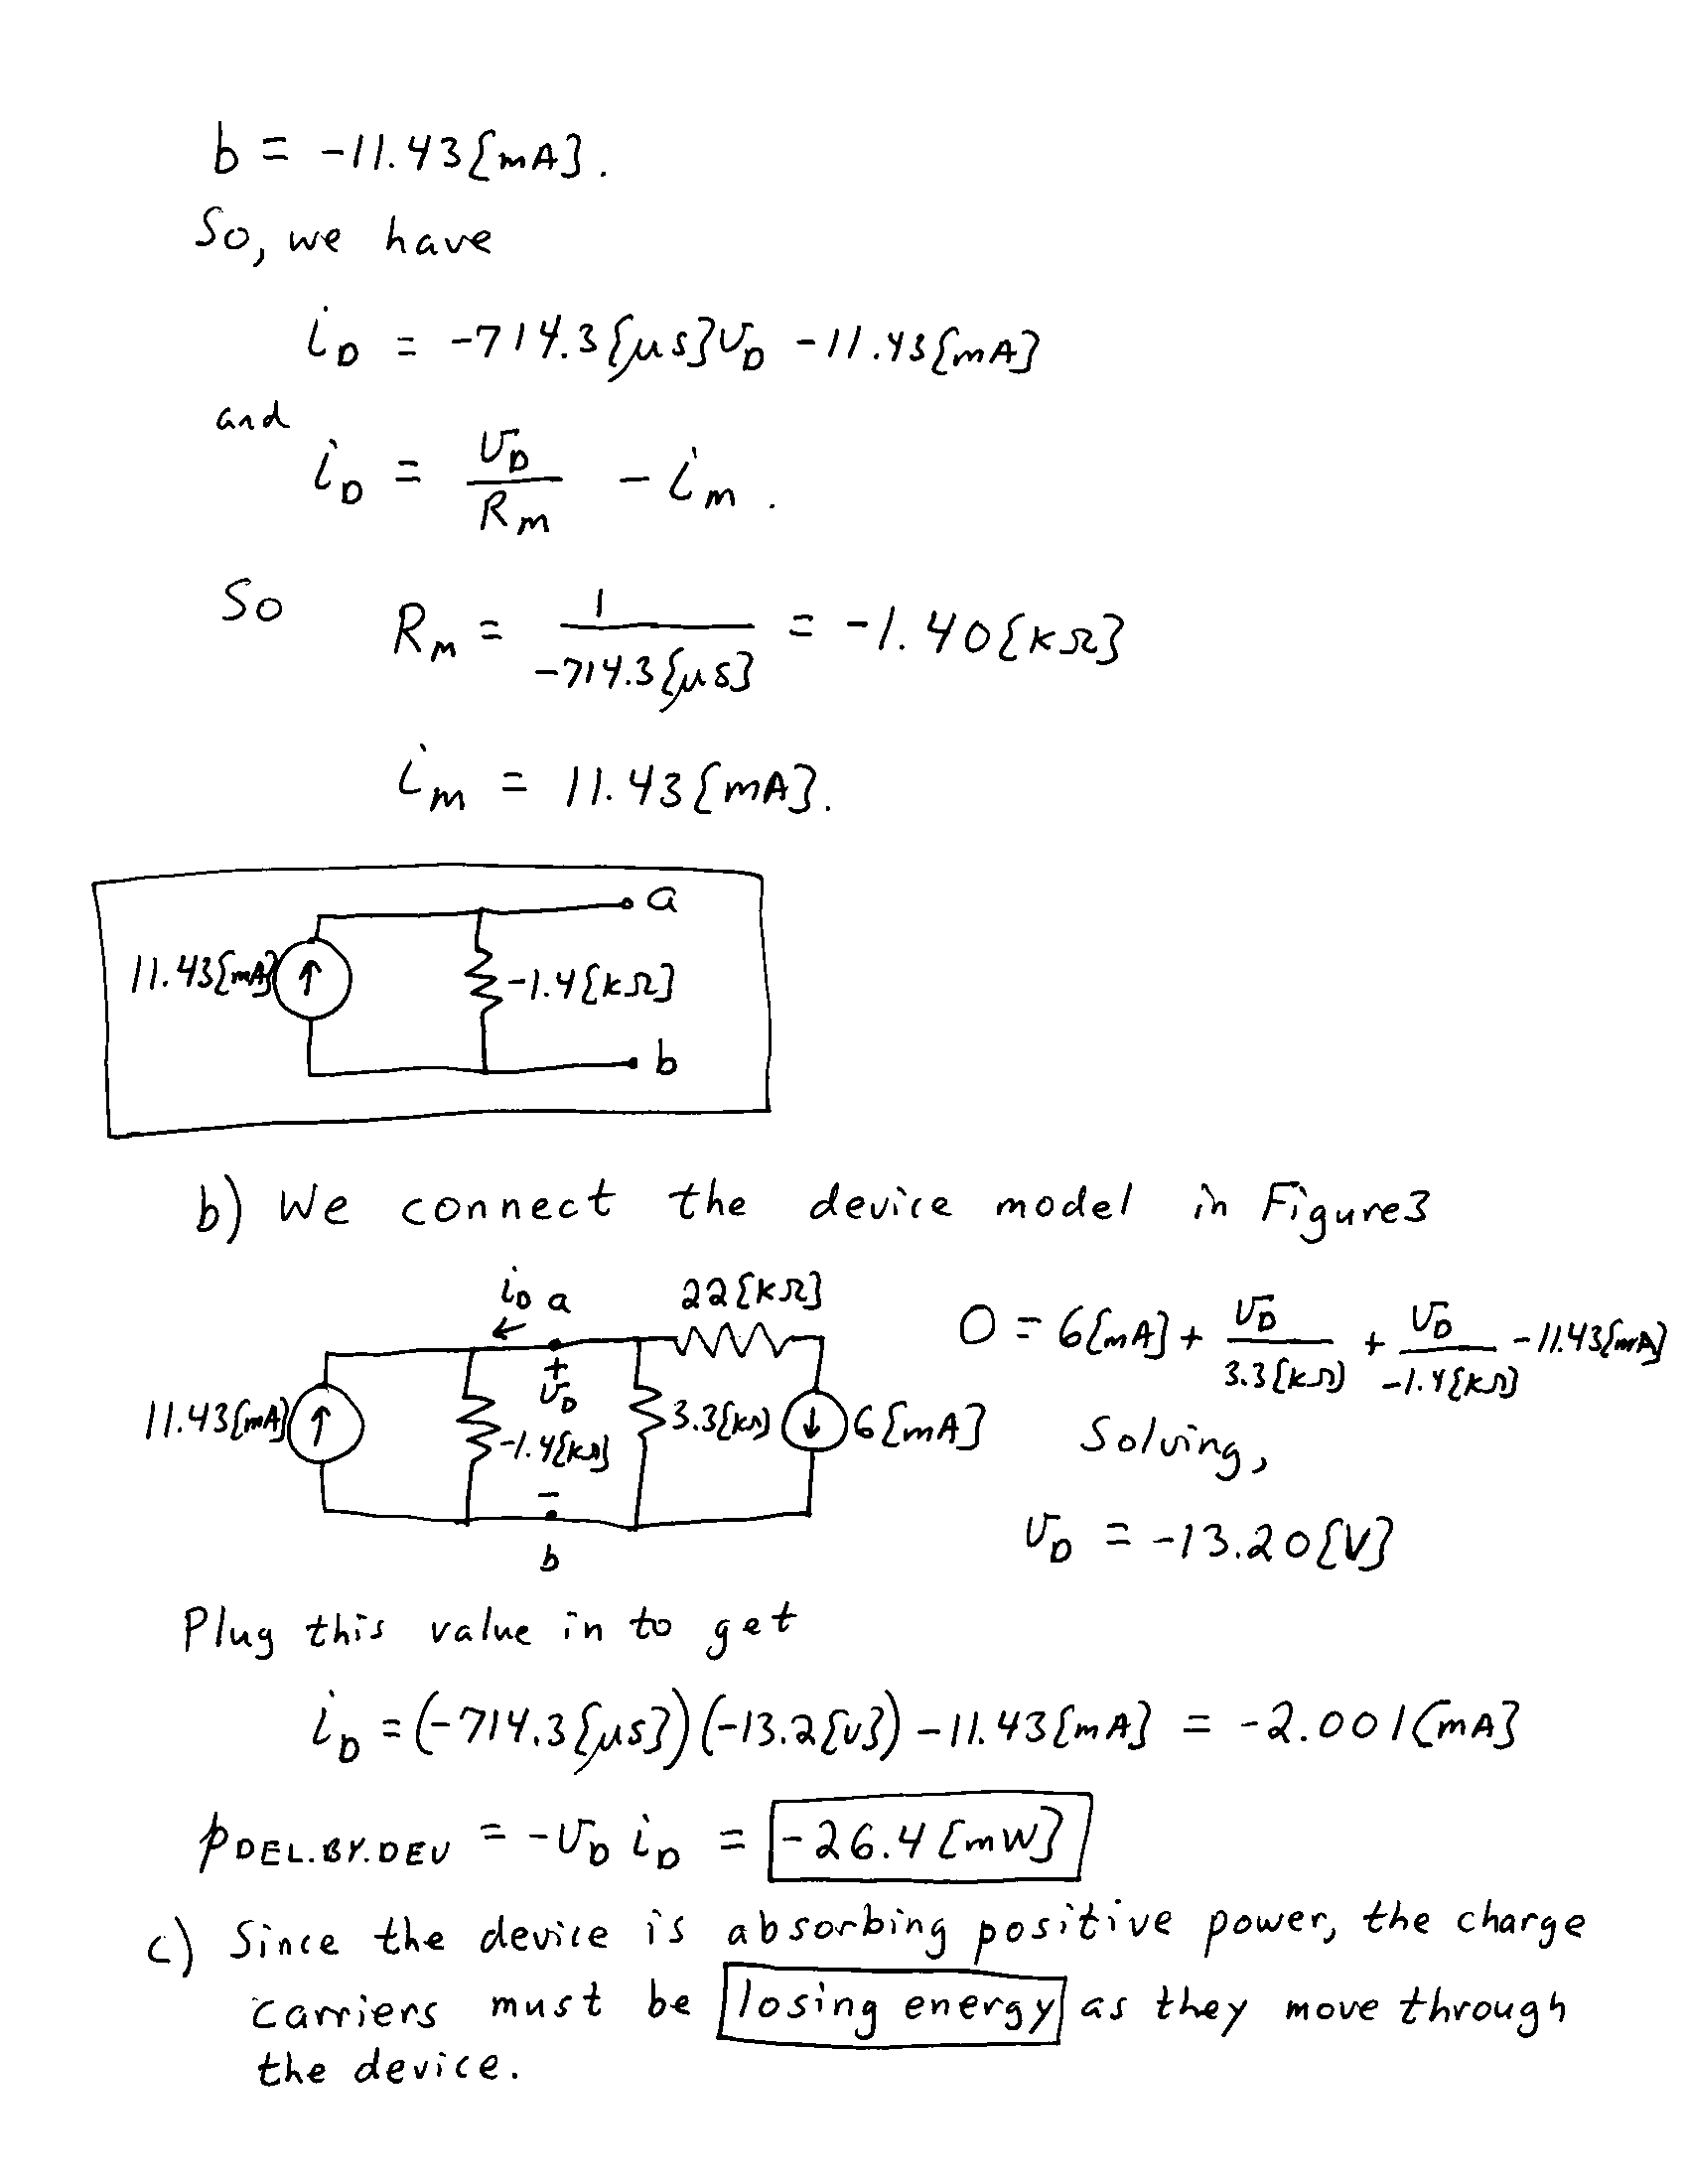 b = -11.43[mA].
So, we have
i_D = -714.3[μS]v_D - 11.43[mA]
and
i_D = v_D / R_m - i_m.
So R_m = 1 / -714.3[μS] = -1.40[kΩ]
i_m = 11.43[mA].
a
11.43[mA] -1.4[kΩ]
b
b) We connect the device model in Figure3
i_D a 22[kΩ]
0 = 6[mA] + v_D / 3.3[kΩ] + v_D / -1.4[kΩ] - 11.43[mA]
+
v_D
11.43[mA] -1.4[kΩ] 3.3[kΩ] 6[mA]
-
b
Solving,
v_D = -13.20[V]
Plug this value in to get
i_D = (-714.3[μS])(-13.2[V]) - 11.43[mA] = -2.001[mA]
p_DEL.BY.DEV = -v_D i_D = -26.4[mW]
c) Since the device is absorbing positive power, the charge
carriers must be losing energy as they move through
the device.